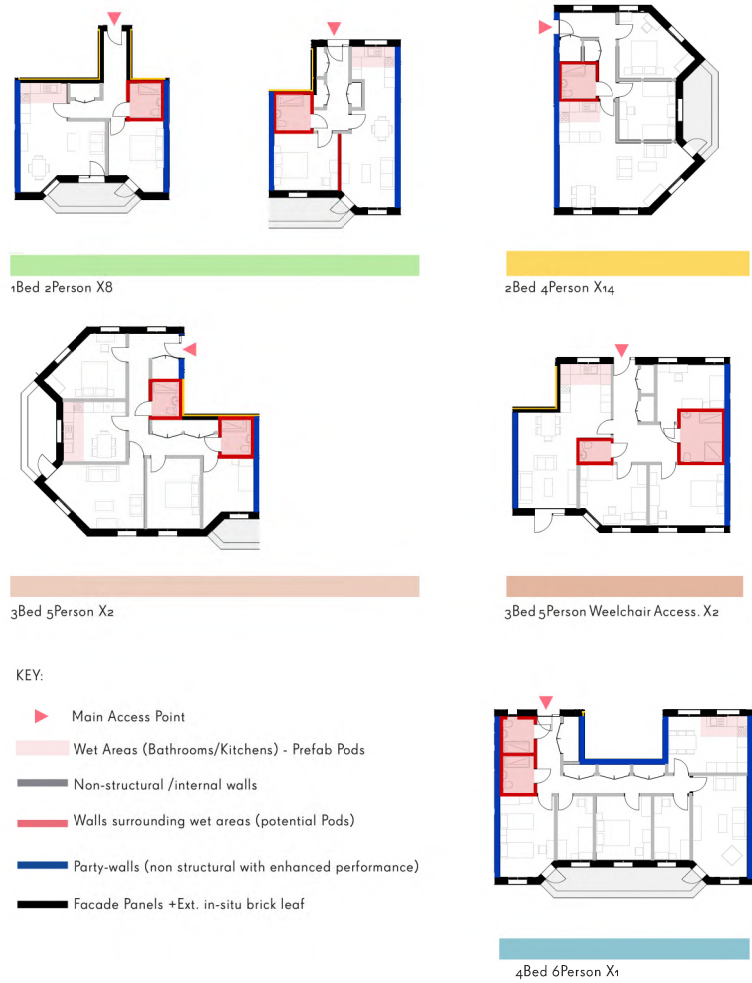 1Bed 2Person X8
2Bed 4Person X14
3Bed 5Person X2
3Bed 5Person Weelchair Access. X2
KEY:
Main Access Point
Wet Areas (Bathrooms/Kitchens) - Prefab Pods
Non-structural /internal walls
Walls surrounding wet areas (potential Pods)
Party-walls (non structural with enhanced performance)
Facade Panels +Ext. in-situ brick leaf
4Bed 6Person X1